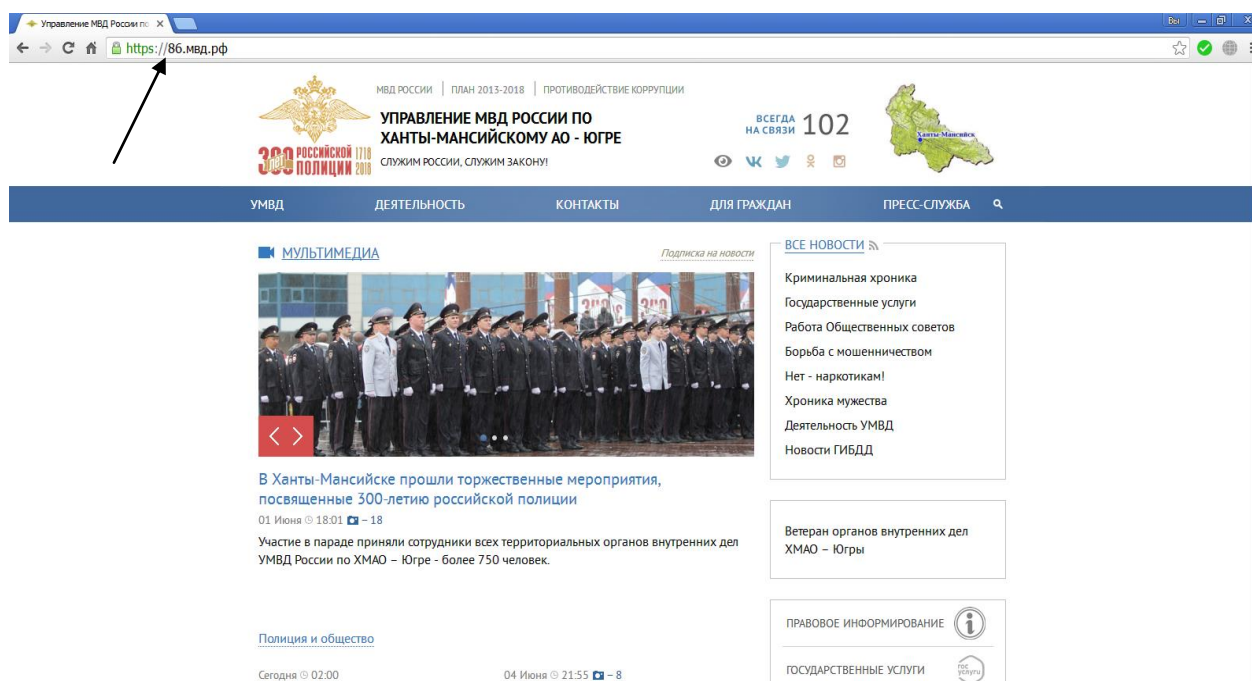 Управление МВД России по
Вы
https://86.мвд.рф
МВД РОССИИ
ПЛАН 2013-2018
ПРОТИВОДЕЙСТВИЕ КОРРУПЦИИ
УПРАВЛЕНИЕ МВД РОССИИ ПО
ХАНТЫ-МАНСИЙСКОМУ АО - ЮГРЕ
СЛУЖИМ РОССИИ, СЛУЖИМ ЗАКОНУ!
300 лет РОССИЙСКОЙ ПОЛИЦИИ 1718 2018
ВСЕГДА
НА СВЯЗИ 102
Ханты-Мансийск
УМВД
ДЕЯТЕЛЬНОСТЬ
КОНТАКТЫ
ДЛЯ ГРАЖДАН
ПРЕСС-СЛУЖБА
МУЛЬТИМЕДИА
Подписка на новости
300
300
В Ханты-Мансийске прошли торжественные мероприятия,
посвященные 300-летию российской полиции
01 Июня 18:01 – 18
Участие в параде приняли сотрудники всех территориальных органов внутренних дел
УМВД России по ХМАО – Югре - более 750 человек.
Полиция и общество
Сегодня 02:00
04 Июня 21:55 – 8
ВСЕ НОВОСТИ
Криминальная хроника
Государственные услуги
Работа Общественных советов
Борьба с мошенничеством
Нет - наркотикам!
Хроника мужества
Деятельность УМВД
Новости ГИБДД
Ветеран органов внутренних дел
ХМАО – Югры
ПРАВОВОЕ ИНФОРМИРОВАНИЕ
ГОСУДАРСТВЕННЫЕ УСЛУГИ
гос
услуги